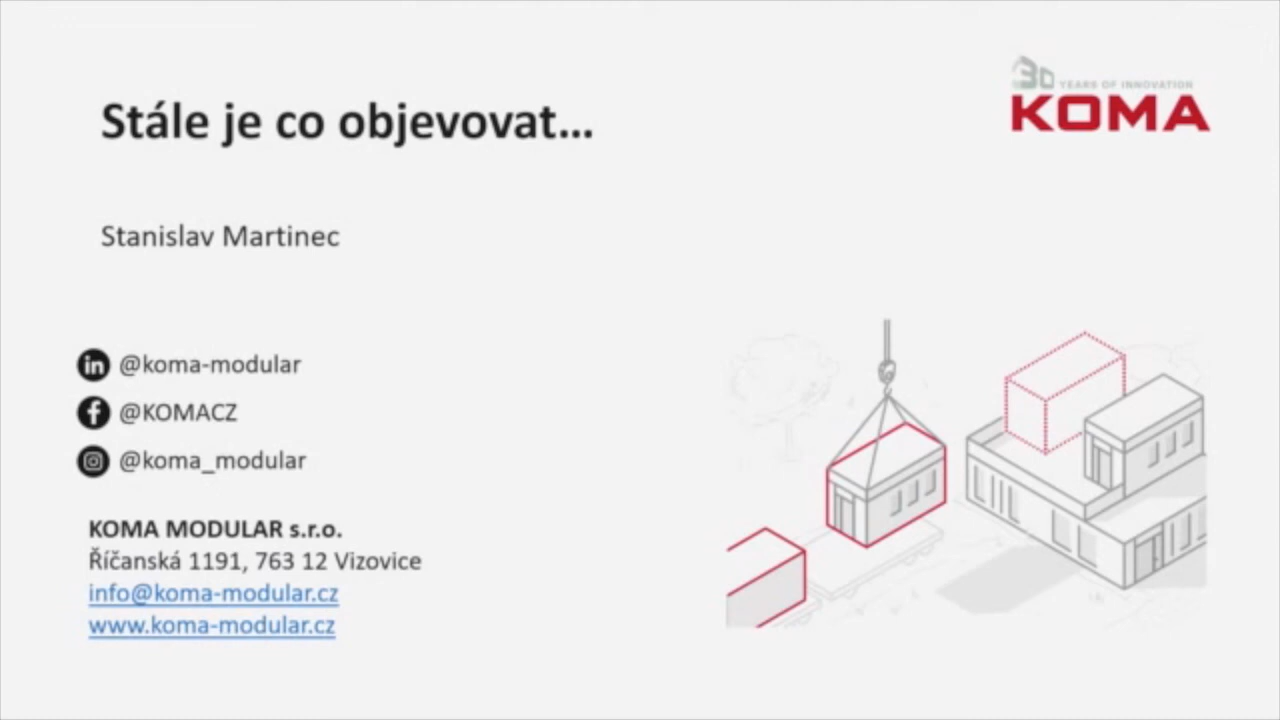 30 YEARS OF INNOVATION
KOMA
Stále je co objevovat...
Stanislav Martinec
@koma-modular
@KOMACZ
@koma_modular
KOMA MODULAR s.r.o.
Říčanská 1191, 763 12 Vizovice
info@koma-modular.cz
www.koma-modular.cz